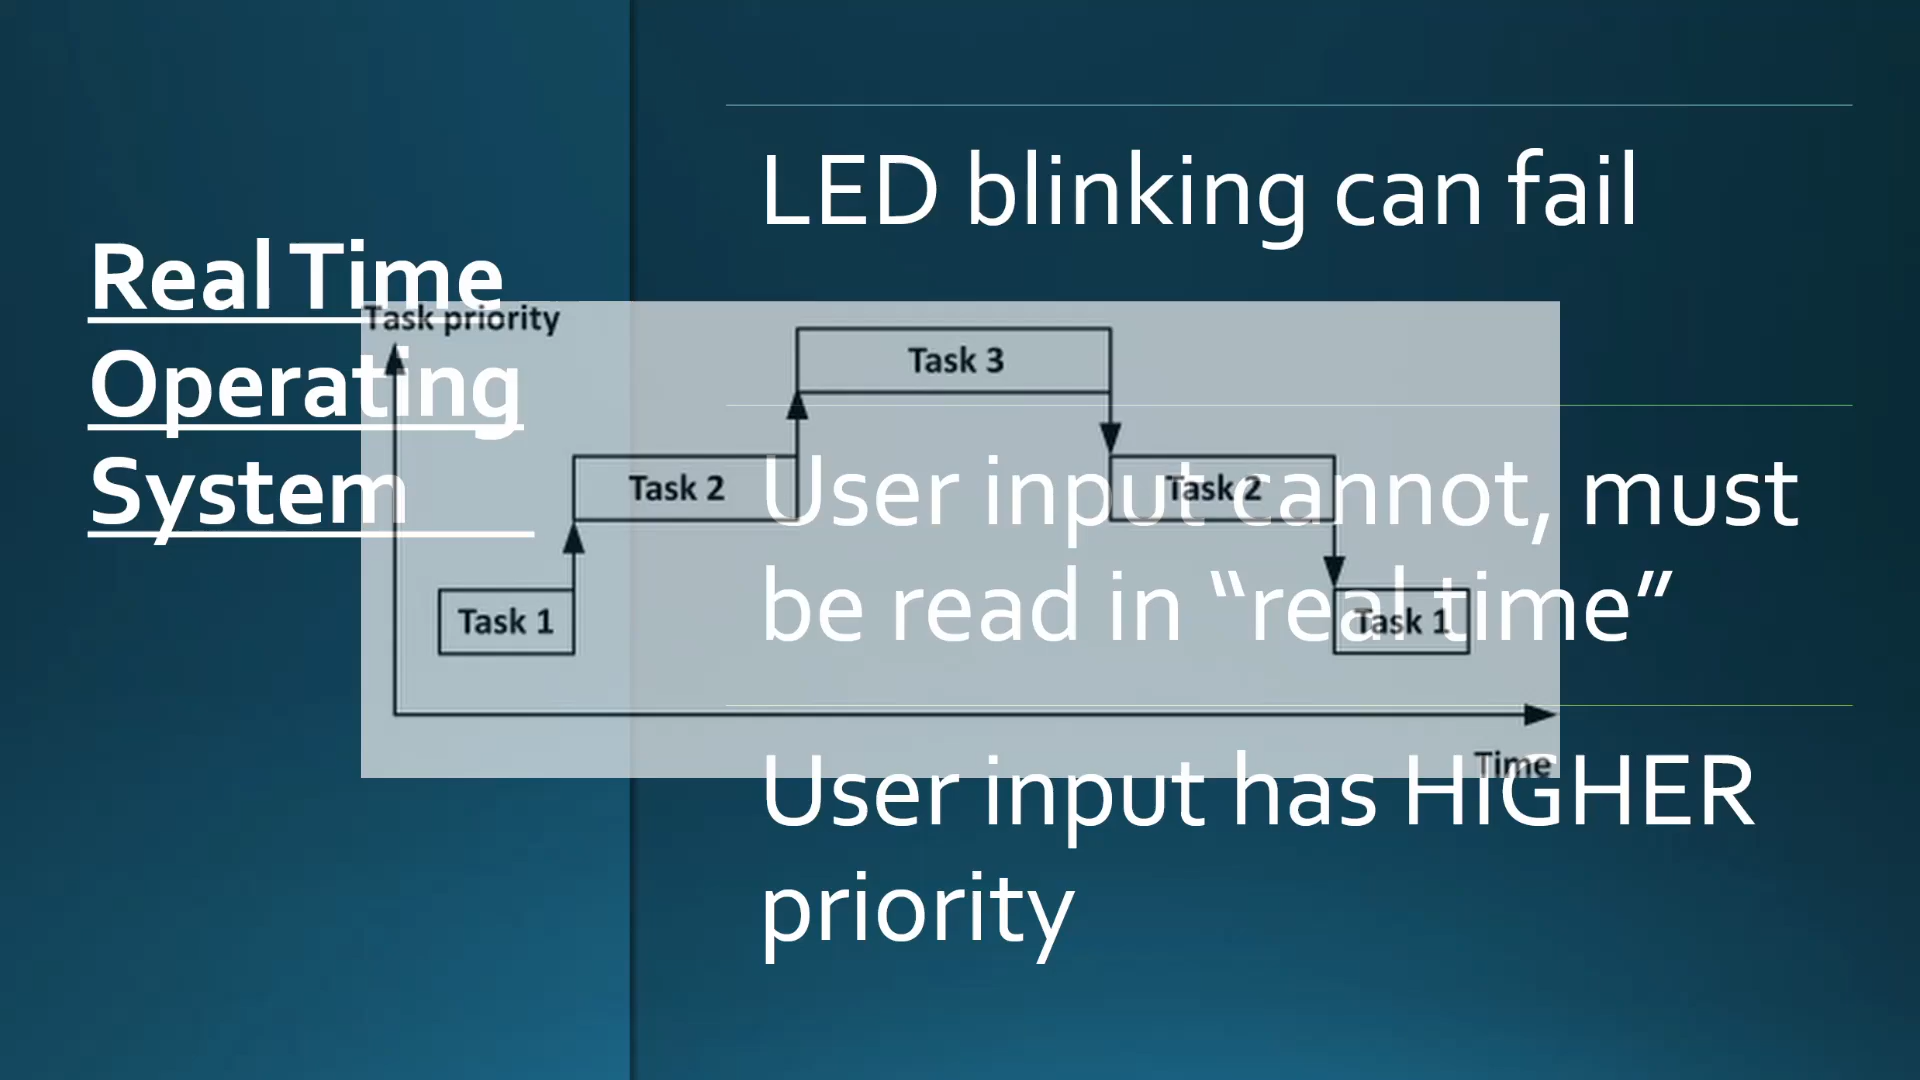 Real Time
Operating
System
LED blinking can fail
User input cannot, must
be read in “real time”
User input has HIGHER
priority
Task priority
Task 3
Task 2
Task 2
Task 1
Task 1
Time